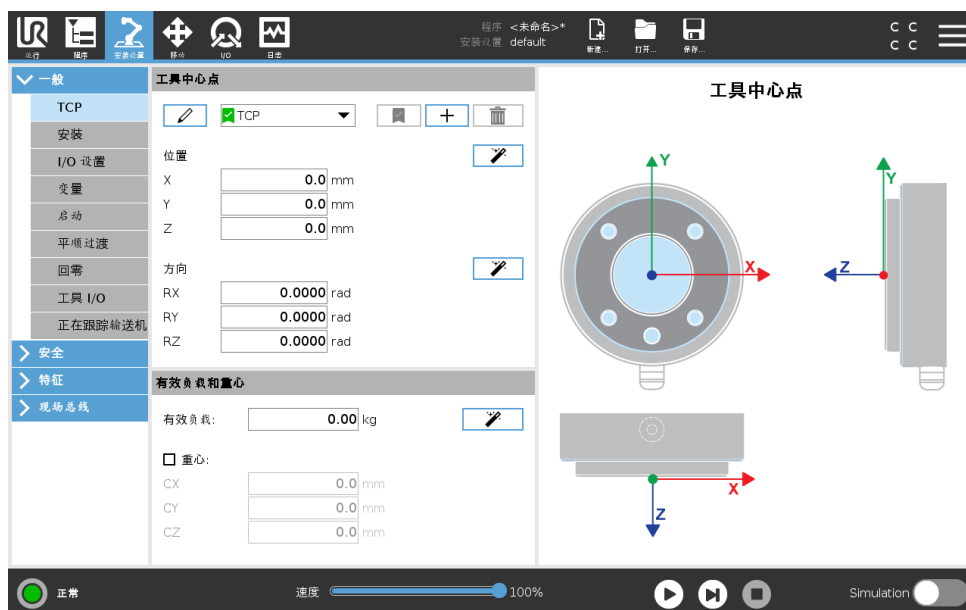 程序 <未命名>*
安装设置 default
运行 程序 安装设置 移动 I/O 日志
新建... 打开... 保存...
C C
C C
一般
TCP
安装
I/O 设置
变量
启动
平顺过渡
回零
工具 I/O
正在跟踪输送机
安全
特征
现场总线
工具中心点
TCP
位置
X 0.0 mm
Y 0.0 mm
Z 0.0 mm
方向
RX 0.0000 rad
RY 0.0000 rad
RZ 0.0000 rad
有效负载和重心
有效负载: 0.00 kg
重心:
CX 0.0 mm
CY 0.0 mm
CZ 0.0 mm
工具中心点
Y
X
Y
Z
X
Z
正常
速度 100%
Simulation